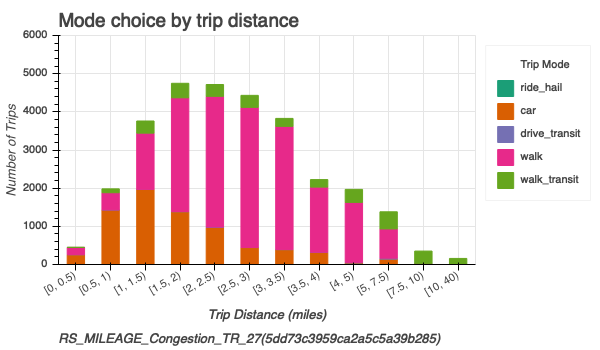 Mode choice by trip distance
6000
5000
4000
3000
2000
1000
0
Number of Trips
[0, 0.5)
[0.5, 1)
[1, 1.5)
[1.5, 2)
[2, 2.5)
[2.5, 3)
[3, 3.5)
[3.5, 4)
[4, 5)
[5, 7.5)
[7.5, 10)
[10, 40)
Trip Distance (miles)
RS_MILEAGE_Congestion_TR_27(5dd73c3959ca2a5c5a39b285)
Trip Mode
ride_hail
car
drive_transit
walk
walk_transit